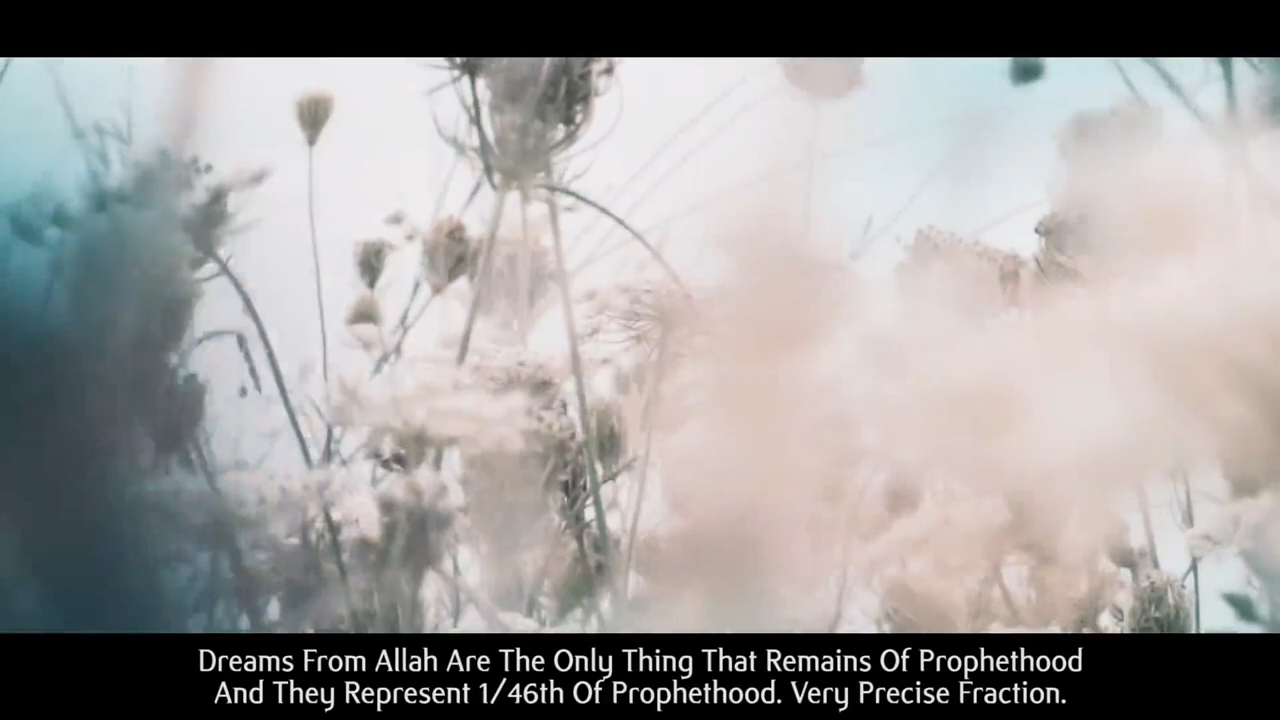 Dreams From Allah Are The Only Thing That Remains Of Prophethood
And They Represent 1/46th Of Prophethood. Very Precise Fraction.